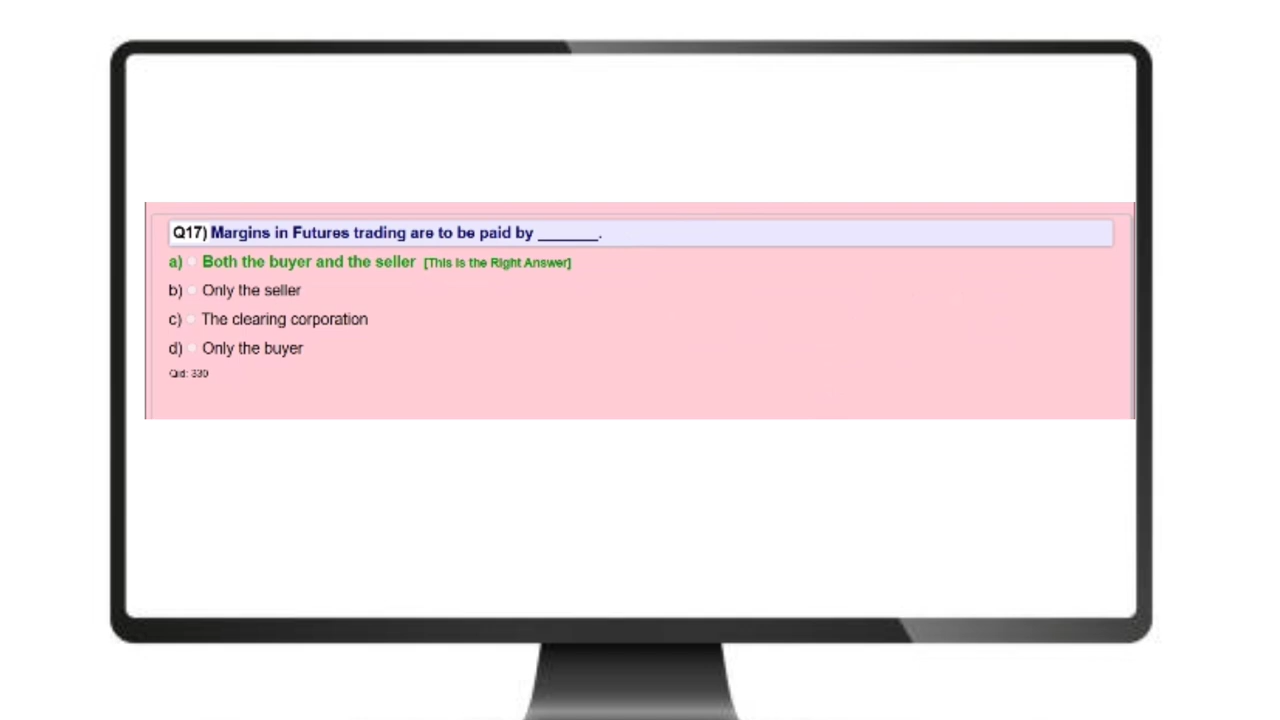 Q17) Margins in Futures trading are to be paid by _______.
a) Both the buyer and the seller [This is the Right Answer]
b) Only the seller
c) The clearing corporation
d) Only the buyer
Qid: 330